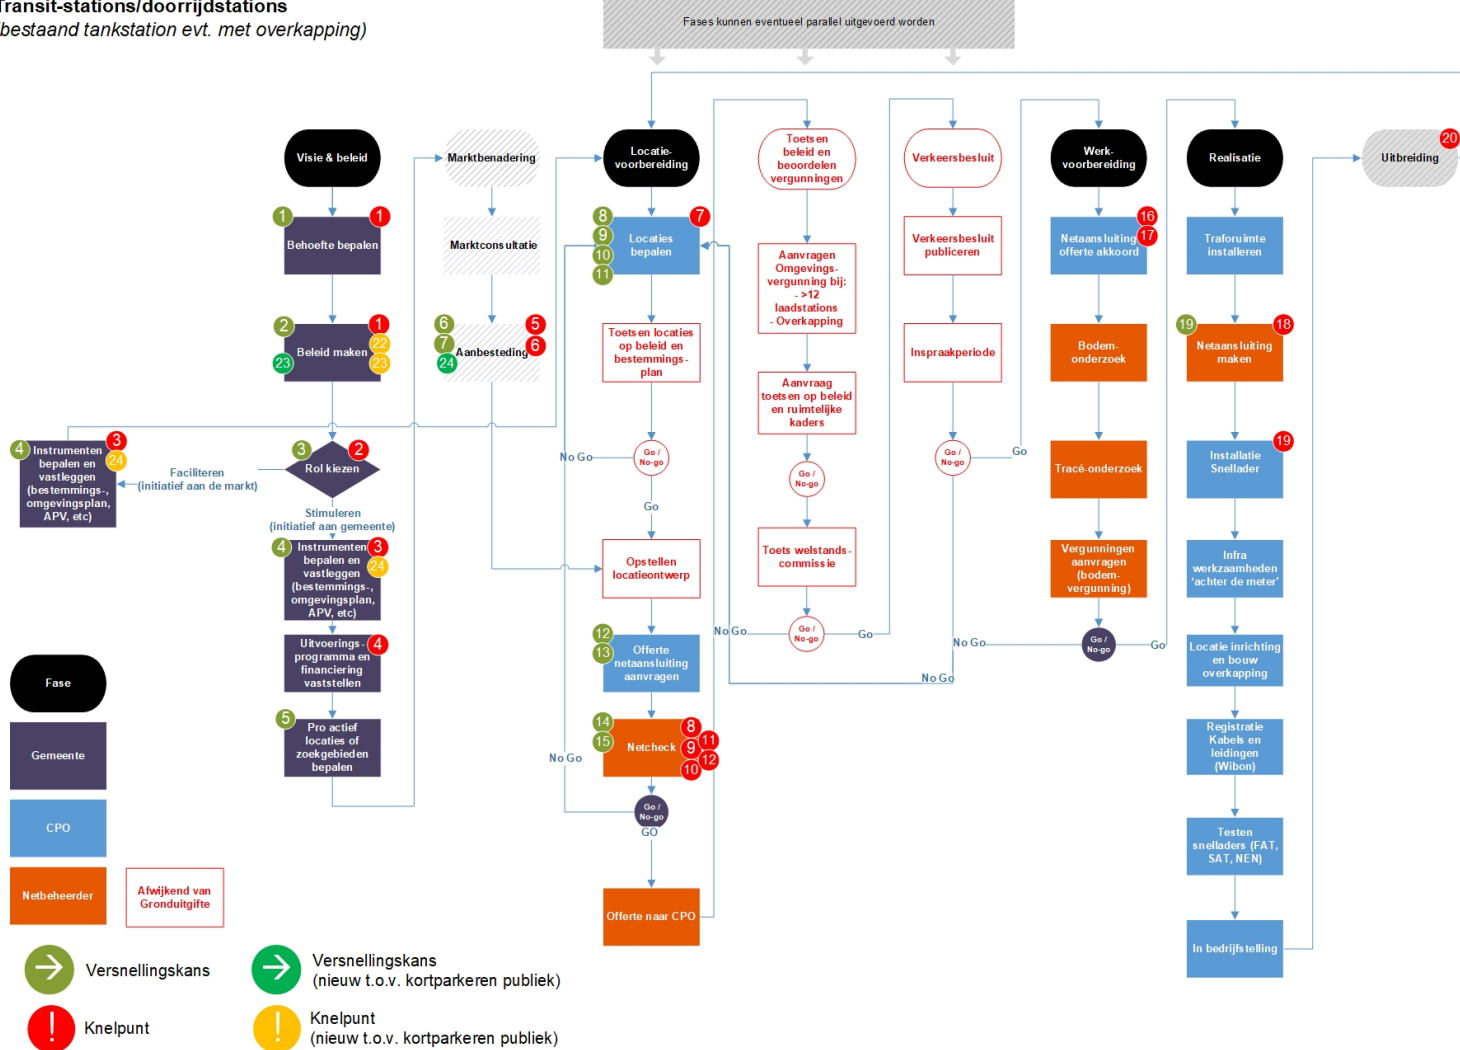 Transit-stations/doorrijdstations
(bestaand tankstation evt. met overkapping)
Fases kunnen eventueel parallel uitgevoerd worden
Visie & beleid
1
1
Behoefte bepalen
2
1
22
23
23
Beleid maken
3
2
Rol kiezen
Faciliteren
(initiatief aan de markt)
4
3
24
Instrumenten
bepalen en
vastleggen
(bestemmings-,
omgevingsplan,
APV, etc)
Stimuleren
(initiatief aan gemeente)
4
3
24
Instrumenten
bepalen en
vastleggen
(bestemmings-,
omgevingsplan,
APV, etc)
4
Uitvoerings-
programma en
financiering
vaststellen
5
Pro actief
locaties of
zoekgebieden
bepalen
Marktbenadering
Marktconsultatie
6
7
24
5
6
Aanbesteding
Locatie-
voorbereiding
8
9
10
11
7
Locaties
bepalen
Toetsen locaties
op beleid en
bestemmings-
plan
Go /
No-go
No Go
Go
Opstellen
locatieontwerp
12
13
Offerte
netaansluiting
aanvragen
14
15
8
9
10
11
12
Netcheck
No Go
Go /
No-go
GO
Offerte naar CPO
Toetsen
beleid en
beoordelen
vergunningen
Aanvragen
Omgevings-
vergunning bij:
- >12
laadstations
- Overkapping
Aanvraag
toetsen op beleid
en ruimtelijke
kaders
Go /
No-go
Toets welstands-
commissie
No Go
Go /
No-go
Go
Verkeersbesluit
Verkeersbesluit
publiceren
Inspraakperiode
Go /
No-go
Go
No Go
Werk-
voorbereiding
16
17
Netaansluiting
offerte akkoord
Bodem-
onderzoek
Tracé-onderzoek
Vergunningen
aanvragen
(bodem-
vergunning)
No Go
Go /
No-go
Go
Realisatie
Traforuimte
installeren
19
18
Netaansluiting
maken
19
Installatie
Snellader
Infra
werkzaamheden
‘achter de meter’
Locatie inrichting
en bouw
overkapping
Registratie
Kabels en
leidingen
(Wibon)
Testen
snelladers (FAT,
SAT, NEN)
In bedrijfstelling
20
Uitbreiding
Fase
Gemeente
CPO
Netbeheerder
Afwijkend van
Gronduitgifte
Versnellingskans
Versnellingskans
(nieuw t.o.v. kortparkeren publiek)
! Knelpunt
! Knelpunt
(nieuw t.o.v. kortparkeren publiek)